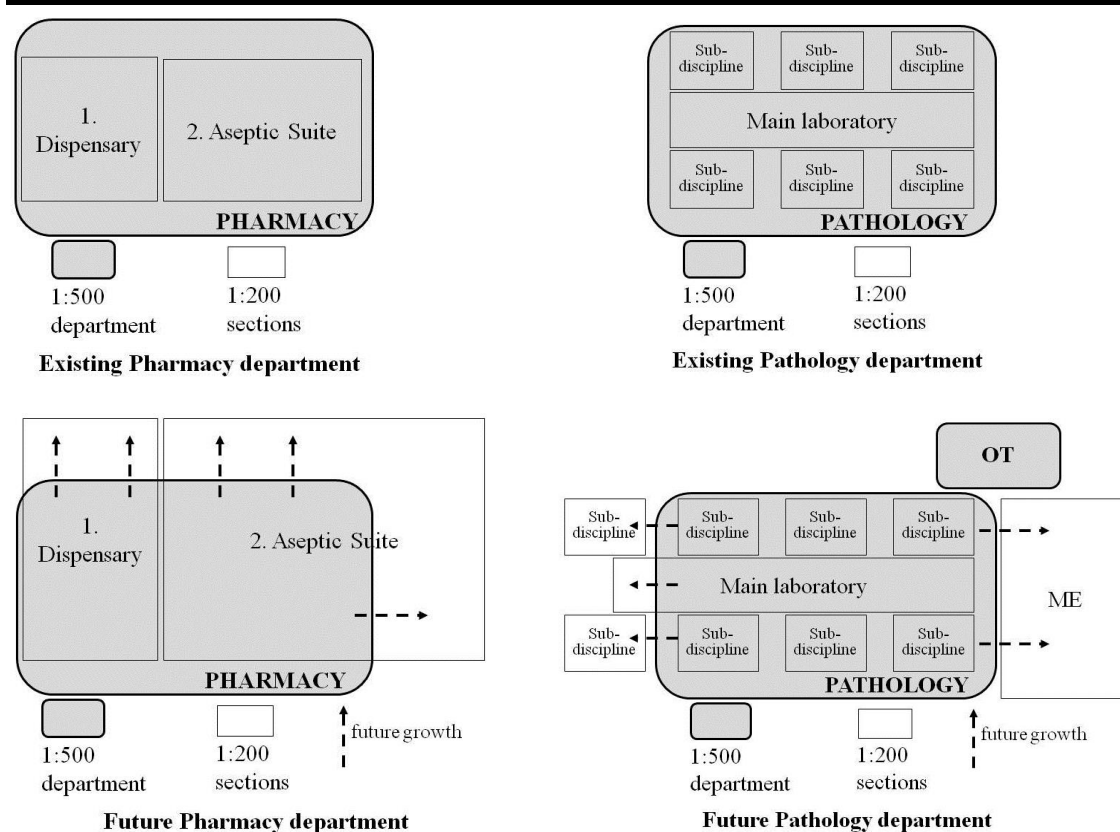 1.
Dispensary
2. Aseptic Suite
PHARMACY
1:500
department
1:200
sections
Existing Pharmacy department
Sub-
discipline
Sub-
discipline
Sub-
discipline
Main laboratory
Sub-
discipline
Sub-
discipline
Sub-
discipline
PATHOLOGY
1:500
department
1:200
sections
Existing Pathology department
1.
Dispensary
2. Aseptic Suite
PHARMACY
1:500
department
1:200
sections
future growth
Future Pharmacy department
OT
Sub-
discipline
Sub-
discipline
Sub-
discipline
Sub-
discipline
Main laboratory
ME
Sub-
discipline
Sub-
discipline
Sub-
discipline
Sub-
discipline
PATHOLOGY
1:500
department
1:200
sections
future growth
Future Pathology department